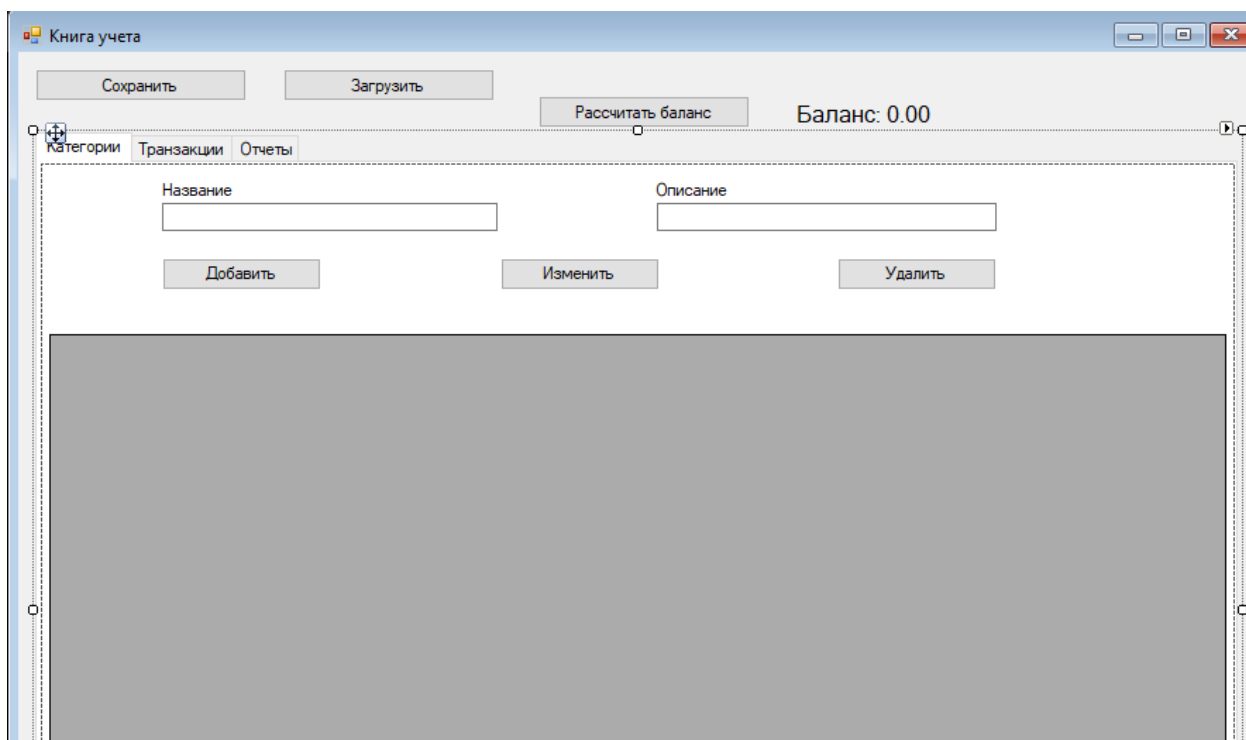 Книга учета
Сохранить Загрузить
Рассчитать баланс Баланс: 0.00
Категории Транзакции Отчеты
Название Описание
Добавить Изменить Удалить